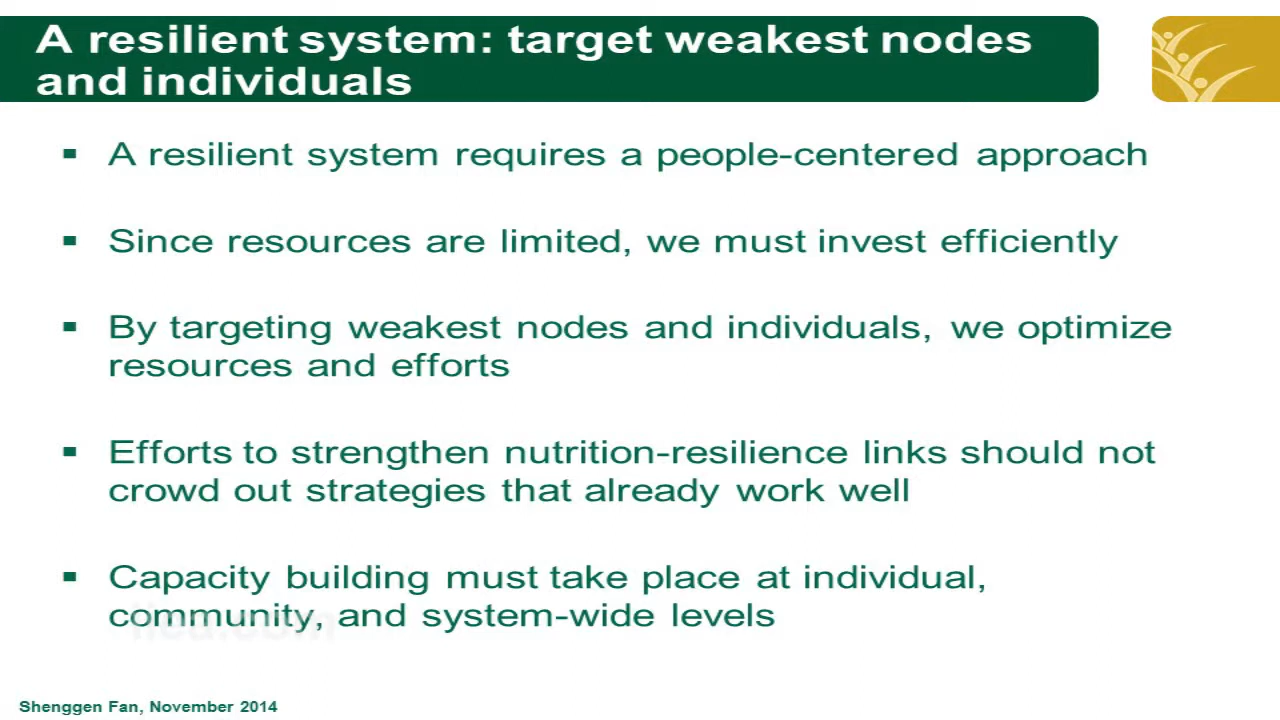 A resilient system: target weakest nodes
and individuals
▪ A resilient system requires a people-centered approach
▪ Since resources are limited, we must invest efficiently
▪ By targeting weakest nodes and individuals, we optimize
resources and efforts
▪ Efforts to strengthen nutrition-resilience links should not
crowd out strategies that already work well
▪ Capacity building must take place at individual,
community, and system-wide levels
Shenggen Fan, November 2014